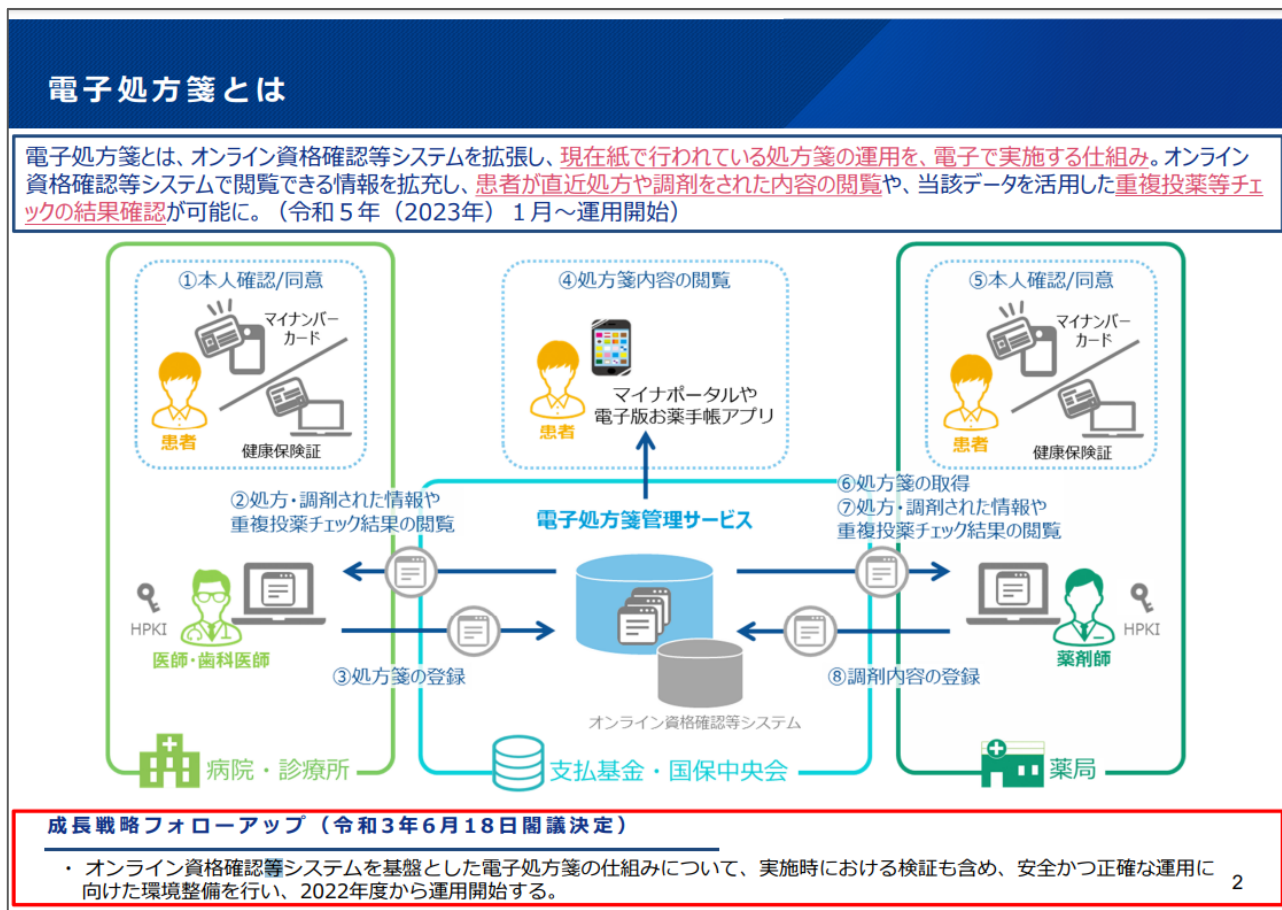 電子処方箋とは
電子処方箋とは、オンライン資格確認等システムを拡張し、現在紙で行われている処方箋の運用を、電子で実施する仕組み。オンライン
資格確認等システムで閲覧できる情報を拡充し、患者が直近処方や調剤をされた内容の閲覧や、当該データを活用した重複投薬等チェ
ックの結果確認が可能に。（令和５年（2023年）１月～運用開始）
①本人確認/同意
マイナンバー
カード
患者
健康保険証
④処方箋内容の閲覧
マイナポータルや
電子版お薬手帳アプリ
患者
⑤本人確認/同意
マイナンバー
カード
患者
健康保険証
②処方・調剤された情報や
重複投薬チェック結果の閲覧
電子処方箋管理サービス
⑥処方箋の取得
⑦処方・調剤された情報や
重複投薬チェック結果の閲覧
HPKI
医師・歯科医師
HPKI
薬剤師
③処方箋の登録
⑧調剤内容の登録
オンライン資格確認等システム
病院・診療所
支払基金・国保中央会
薬局
成長戦略フォローアップ（令和3年6月18日閣議決定）
・ オンライン資格確認等システムを基盤とした電子処方箋の仕組みについて、実施時における検証も含め、安全かつ正確な運用に
向けた環境整備を行い、2022年度から運用開始する。
2